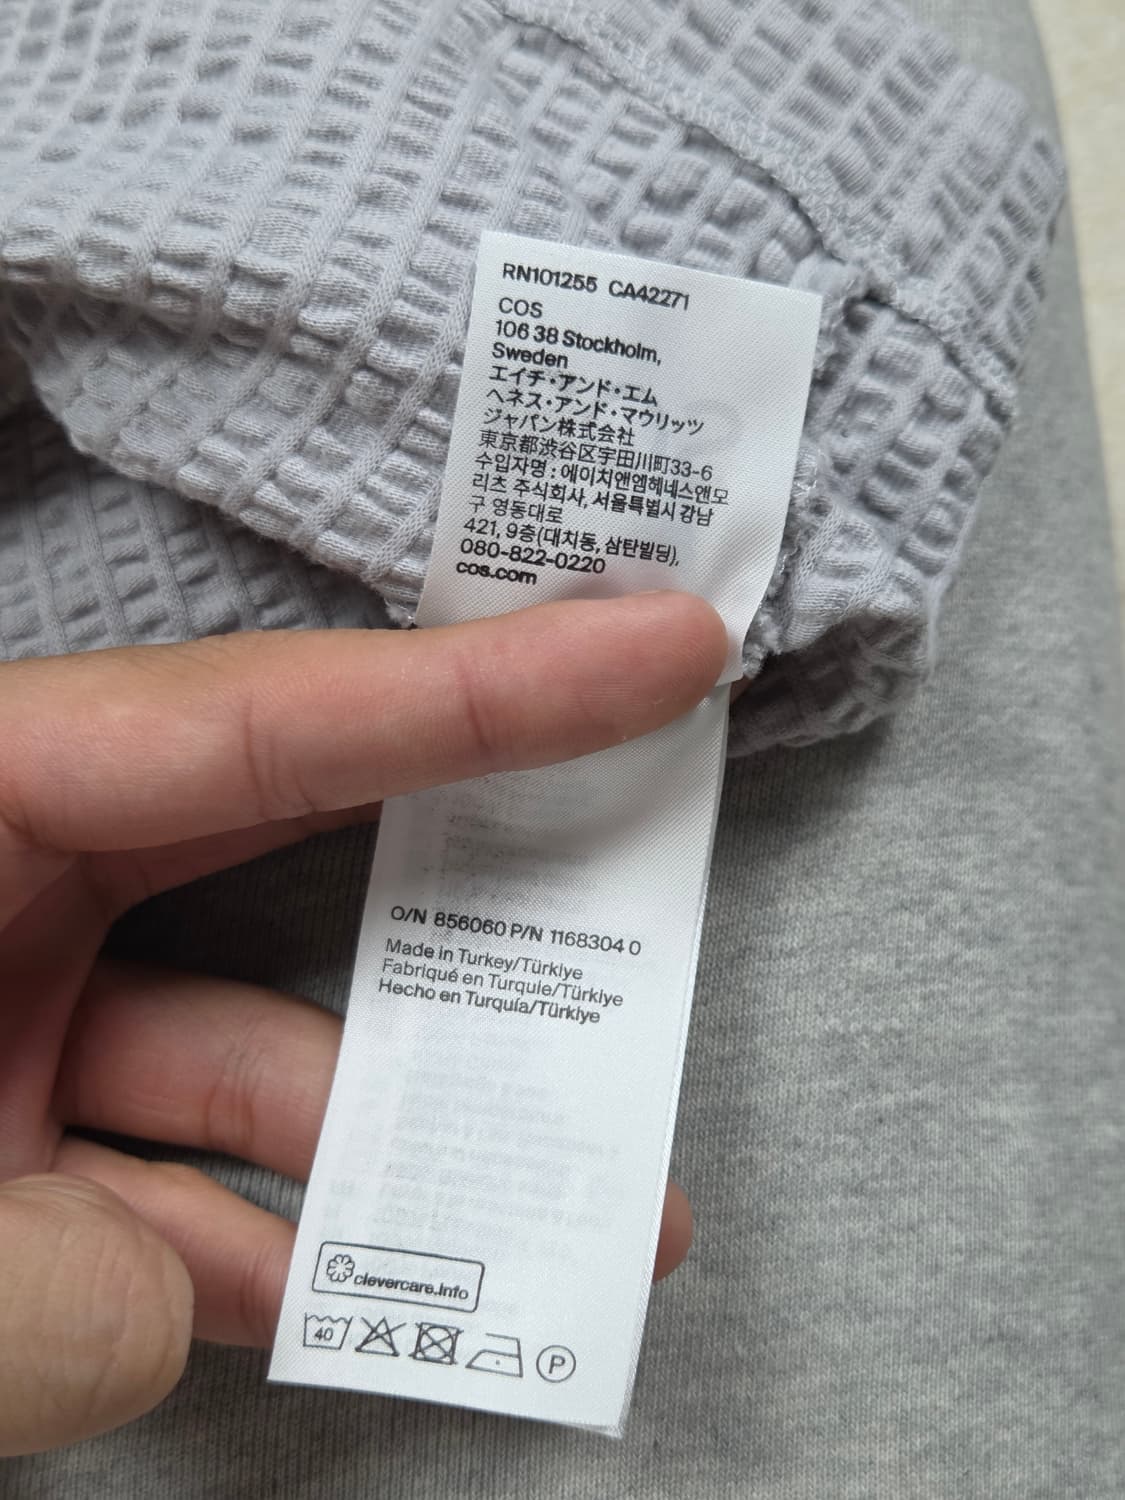 RN101255 CA42271
COS
106 38 Stockholm,
Sweden
エイチ・アンド・エム
ヘネス・アンド・マウリッツ
ジャパン株式会社
東京都渋谷区宇田川町33-6
수입자명 : 에이치앤엠헤네스앤모
리츠 주식회사, 서울특별시 강남
구 영동대로
421, 9층(대치동, 삼탄빌딩),
080-822-0220
cos.com
O/N 856060 P/N 1168304 0
Made in Turkey/Türkiye
Fabriqué en Turquie/Türkiye
Hecho en Turquía/Türkiye
clevercare.info
40
P